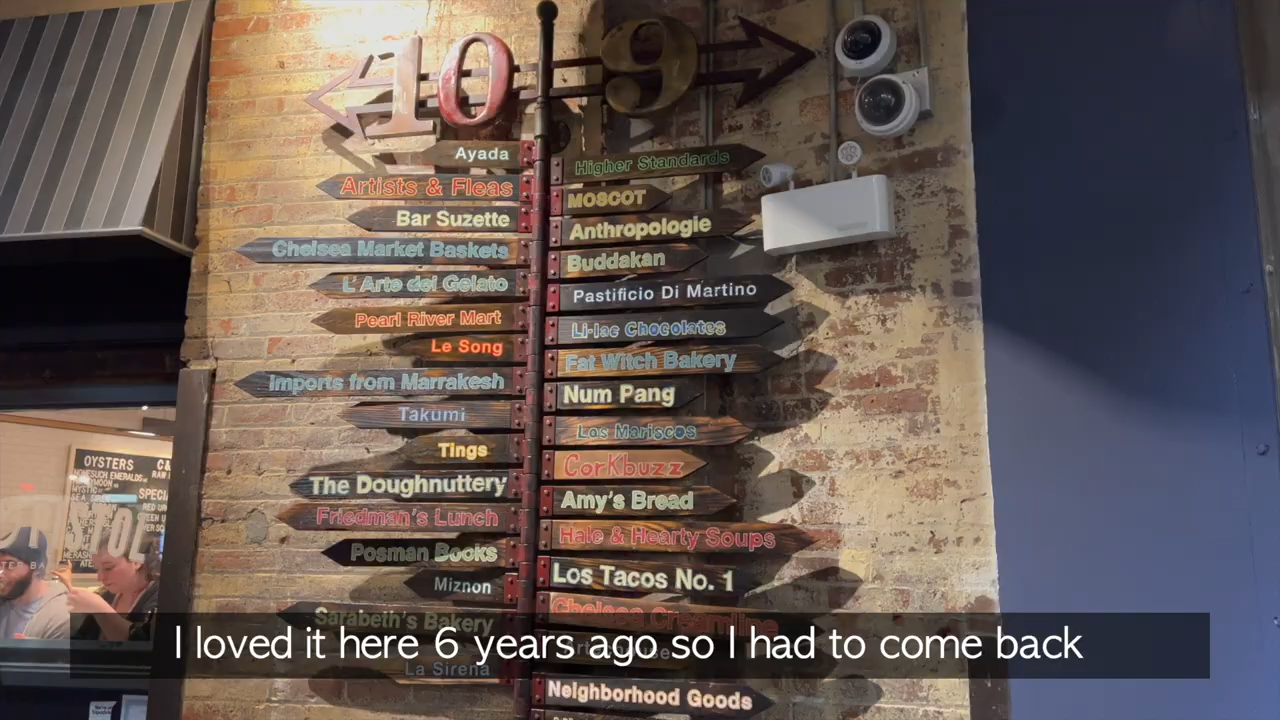 10 9
Ayada
Artists & Fleas
Bar Suzette
Chelsea Market Baskets
L'Arte del Gelato
Pearl River Mart
Le Song
Imports from Marrakesh
Takumi
Tings
The Doughnuttery
Friedman's Lunch
Posman Books
Miznon
Sarabeth's Bakery
La Sirena
Higher Standards
MOSCOT
Anthropologie
Buddakan
Pastificio Di Martino
Li-lac Chocolates
Fat Witch Bakery
Num Pang
Los Mariscos
CorKbuzz
Amy's Bread
Hale & Hearty Soups
Los Tacos No. 1
Chelsea Creamline
Neighborhood Goods
OYSTERS
I loved it here 6 years ago so I had to come back